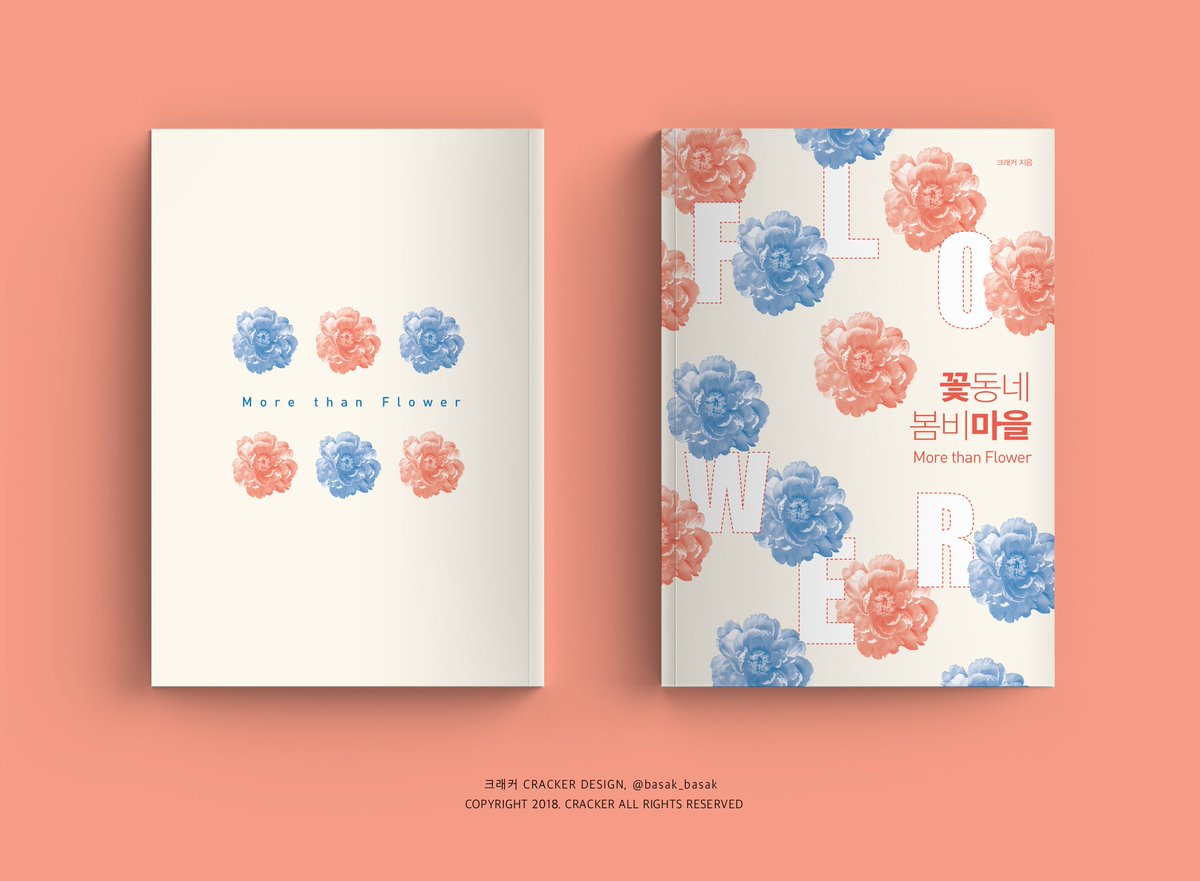 More than Flower
크래커 지음
F L O
꽃동네
봄비마을
More than Flower
W E R
크래커 CRACKER DESIGN, @basak_basak
COPYRIGHT 2018. CRACKER ALL RIGHTS RESERVED